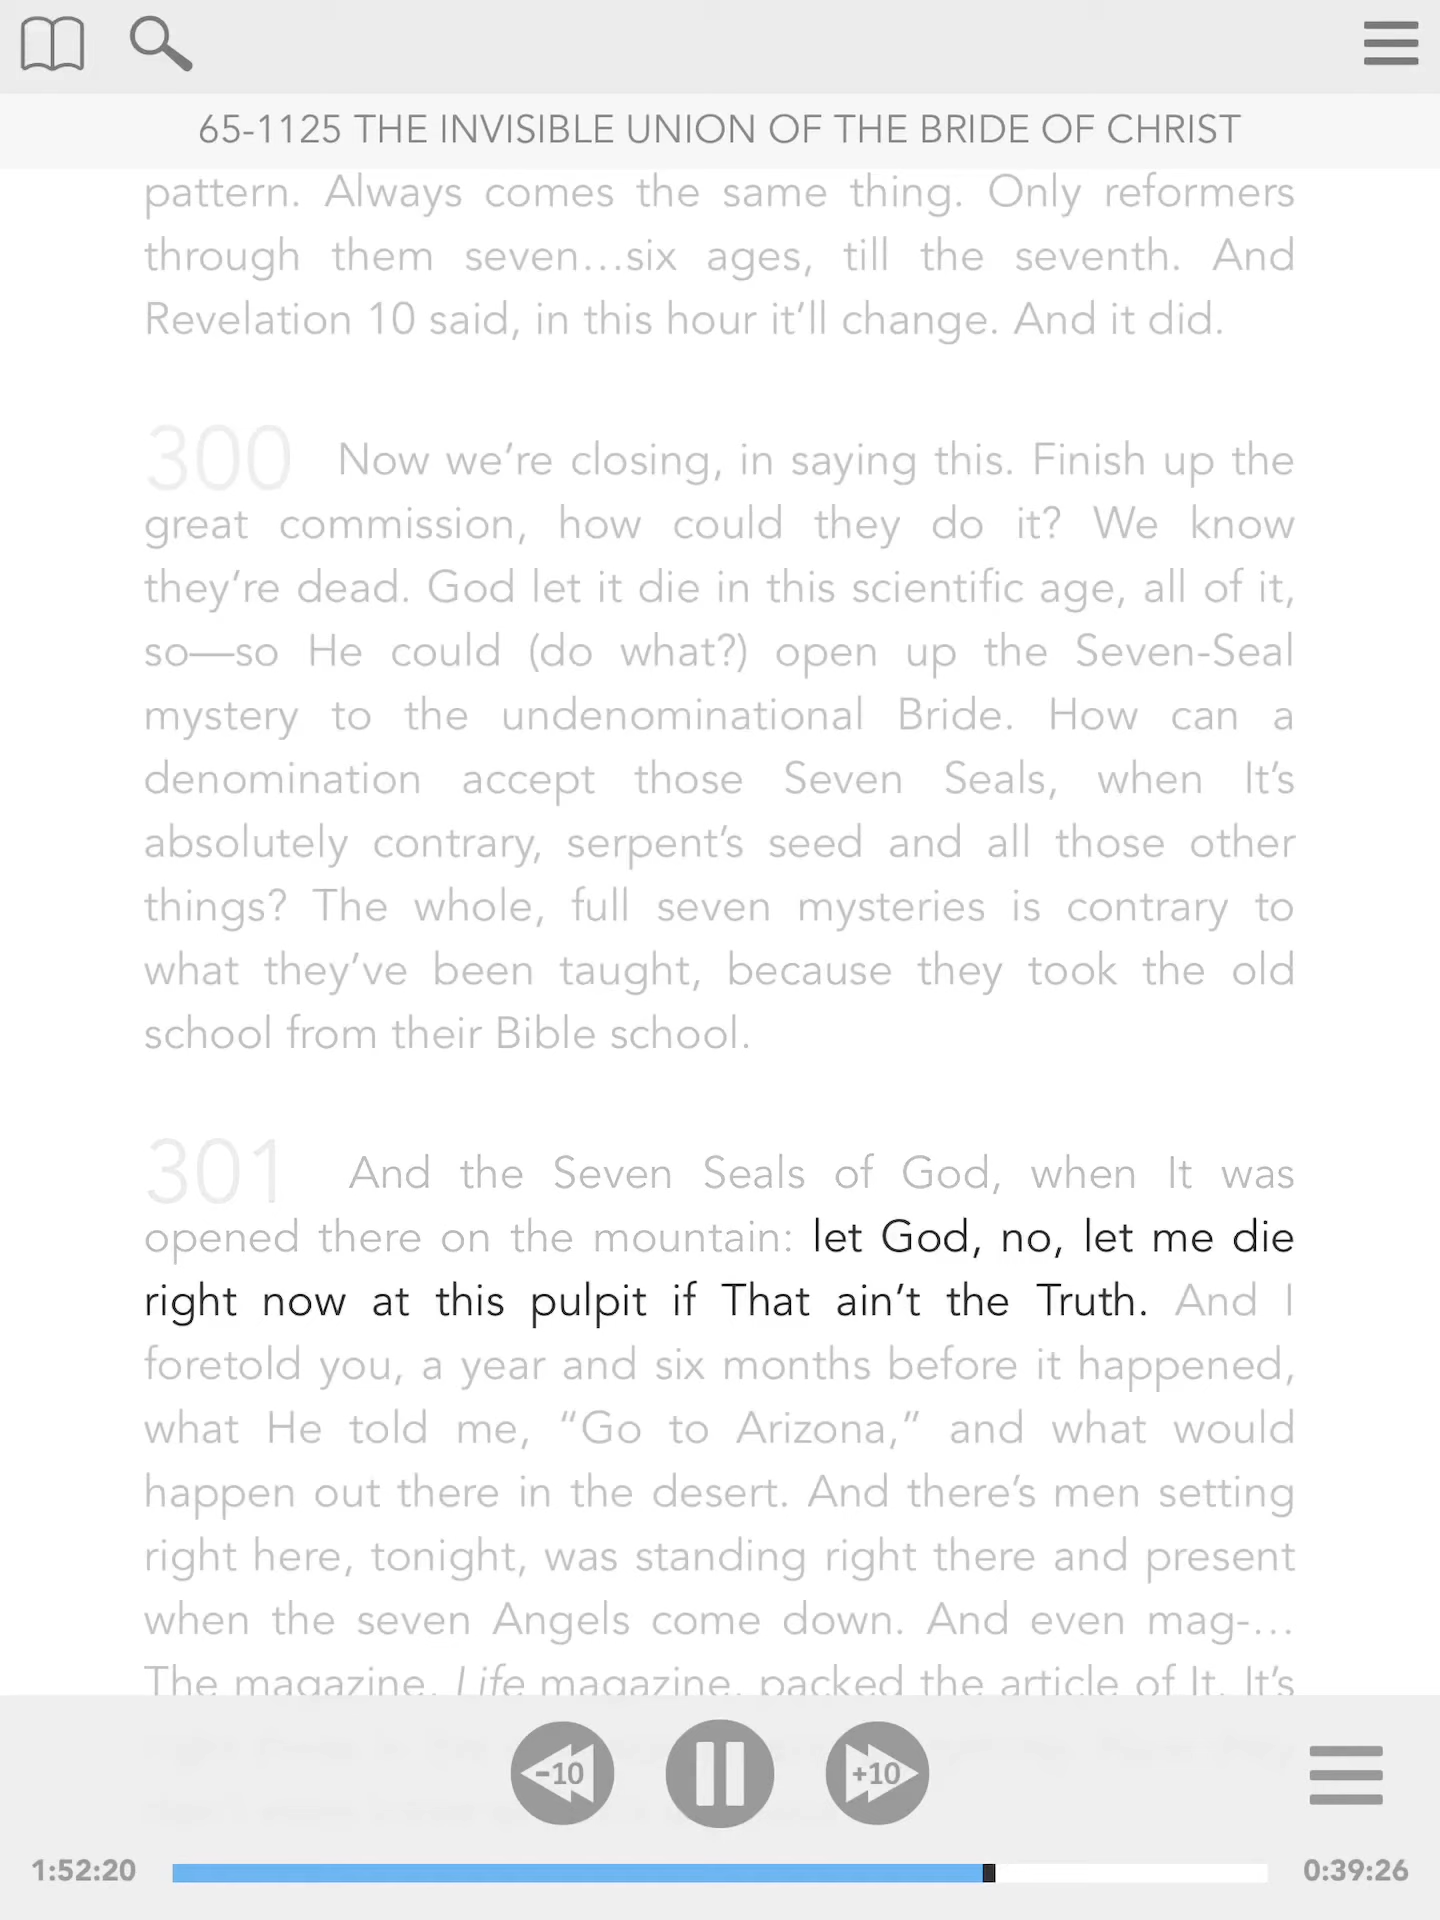 65-1125 THE INVISIBLE UNION OF THE BRIDE OF CHRIST
pattern. Always comes the same thing. Only reformers
through them seven…six ages, till the seventh. And
Revelation 10 said, in this hour it’ll change. And it did.
300 Now we’re closing, in saying this. Finish up the
great commission, how could they do it? We know
they’re dead. God let it die in this scientific age, all of it,
so—so He could (do what?) open up the Seven-Seal
mystery to the undenominational Bride. How can a
denomination accept those Seven Seals, when It’s
absolutely contrary, serpent’s seed and all those other
things? The whole, full seven mysteries is contrary to
what they’ve been taught, because they took the old
school from their Bible school.
301 And the Seven Seals of God, when It was
opened there on the mountain: let God, no, let me die
right now at this pulpit if That ain’t the Truth. And I
foretold you, a year and six months before it happened,
what He told me, “Go to Arizona,” and what would
happen out there in the desert. And there’s men setting
right here, tonight, was standing right there and present
when the seven Angels come down. And even mag-…
The magazine, Life magazine, packed the article of It. It’s
-10 +10
1:52:20 0:39:26